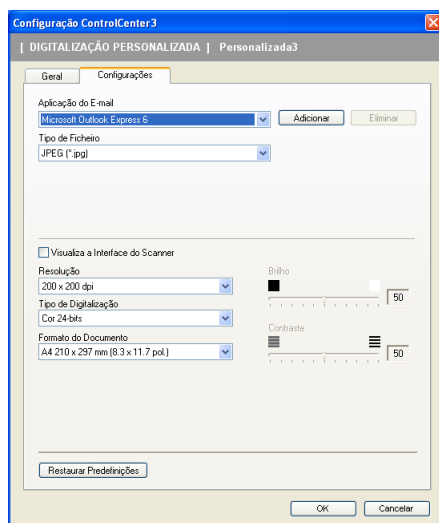 Configuração ControlCenter3
[ DIGITALIZAÇÃO PERSONALIZADA ] Personalizada3
Geral Configurações
Aplicação do E-mail
Microsoft Outlook Express 6 Adicionar Eliminar
Tipo de Ficheiro
JPEG (*.jpg)
Visualiza a Interface do Scanner
Resolução Brilho
200 x 200 dpi 50
Tipo de Digitalização
Cor 24-bits Contraste
Formato do Documento
A4 210 x 297 mm (8.3 x 11.7 pol.) 50
Restaurar Predefinições
OK Cancelar